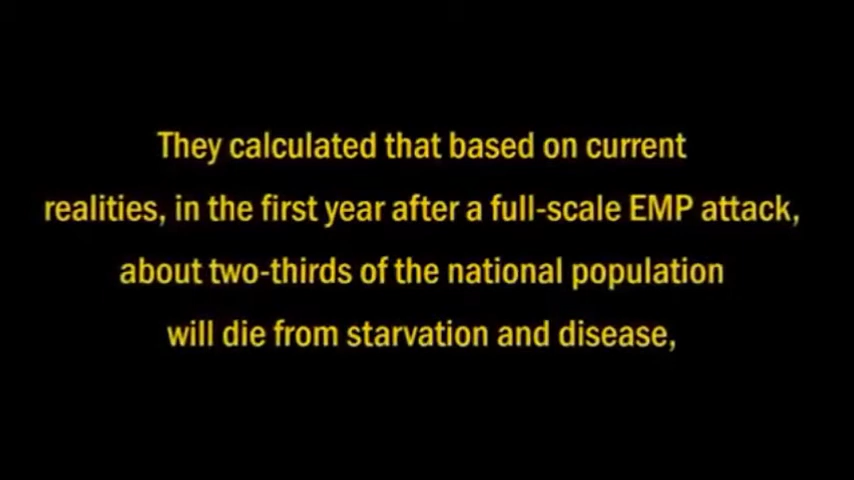 They calculated that based on current
realities, in the first year after a full-scale EMP attack,
about two-thirds of the national population
will die from starvation and disease,